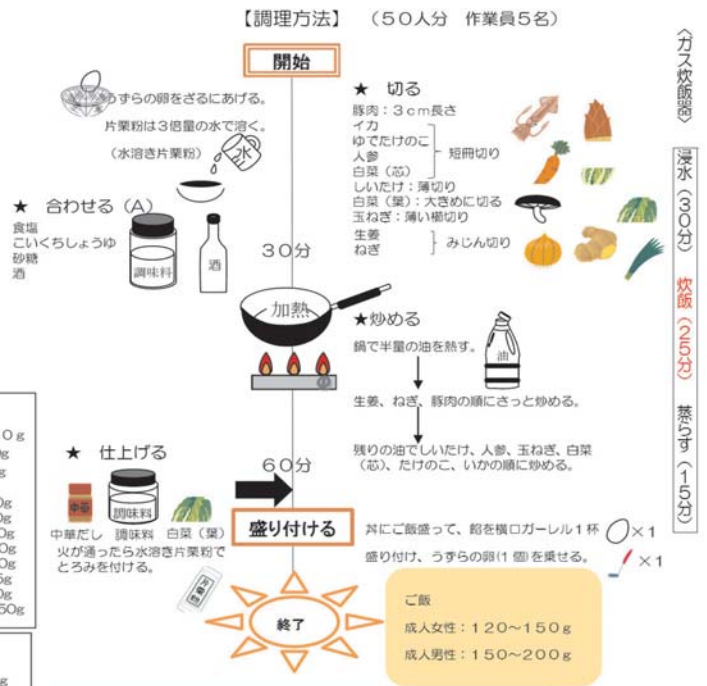 【調理方法】 (50人分 作業員5名)
開始
うずらの卵をざるにあげる。
片栗粉は3倍量の水で溶く。
(水溶き片栗粉)
水
★ 合わせる (A)
食塩
こいくちしょうゆ
砂糖
酒
調味料
酒
★ 切る
豚肉:3cm長さ
イカ
ゆでたけのこ
人参
白菜(芯)
短冊切り
しいたけ:薄切り
白菜(葉):大きめに切る
玉ねぎ:薄い櫛切り
生姜
ねぎ
みじん切り
30分
加熱
★炒める
鍋で半量の油を熱す。
油
生姜、ねぎ、豚肉の順にさっと炒める。
残りの油でしいたけ、人参、玉ねぎ、白菜
(芯)、たけのこ、いかの順に炒める。
★ 仕上げる
60分
中華
調味料
中華だし 調味料 白菜(葉)
火が通ったら水溶き片栗粉で
とろみを付ける。
片栗粉
盛り付ける
丼にご飯盛って、餡を横口ガーレル1杯
×1
盛り付け、うずらの卵(1個)を乗せる。
×1
終了
ご飯
成人女性:120~150g
成人男性:150~200g
〈ガス炊飯器〉
浸水(30分) 炊飯(25分) 蒸らす(15分)